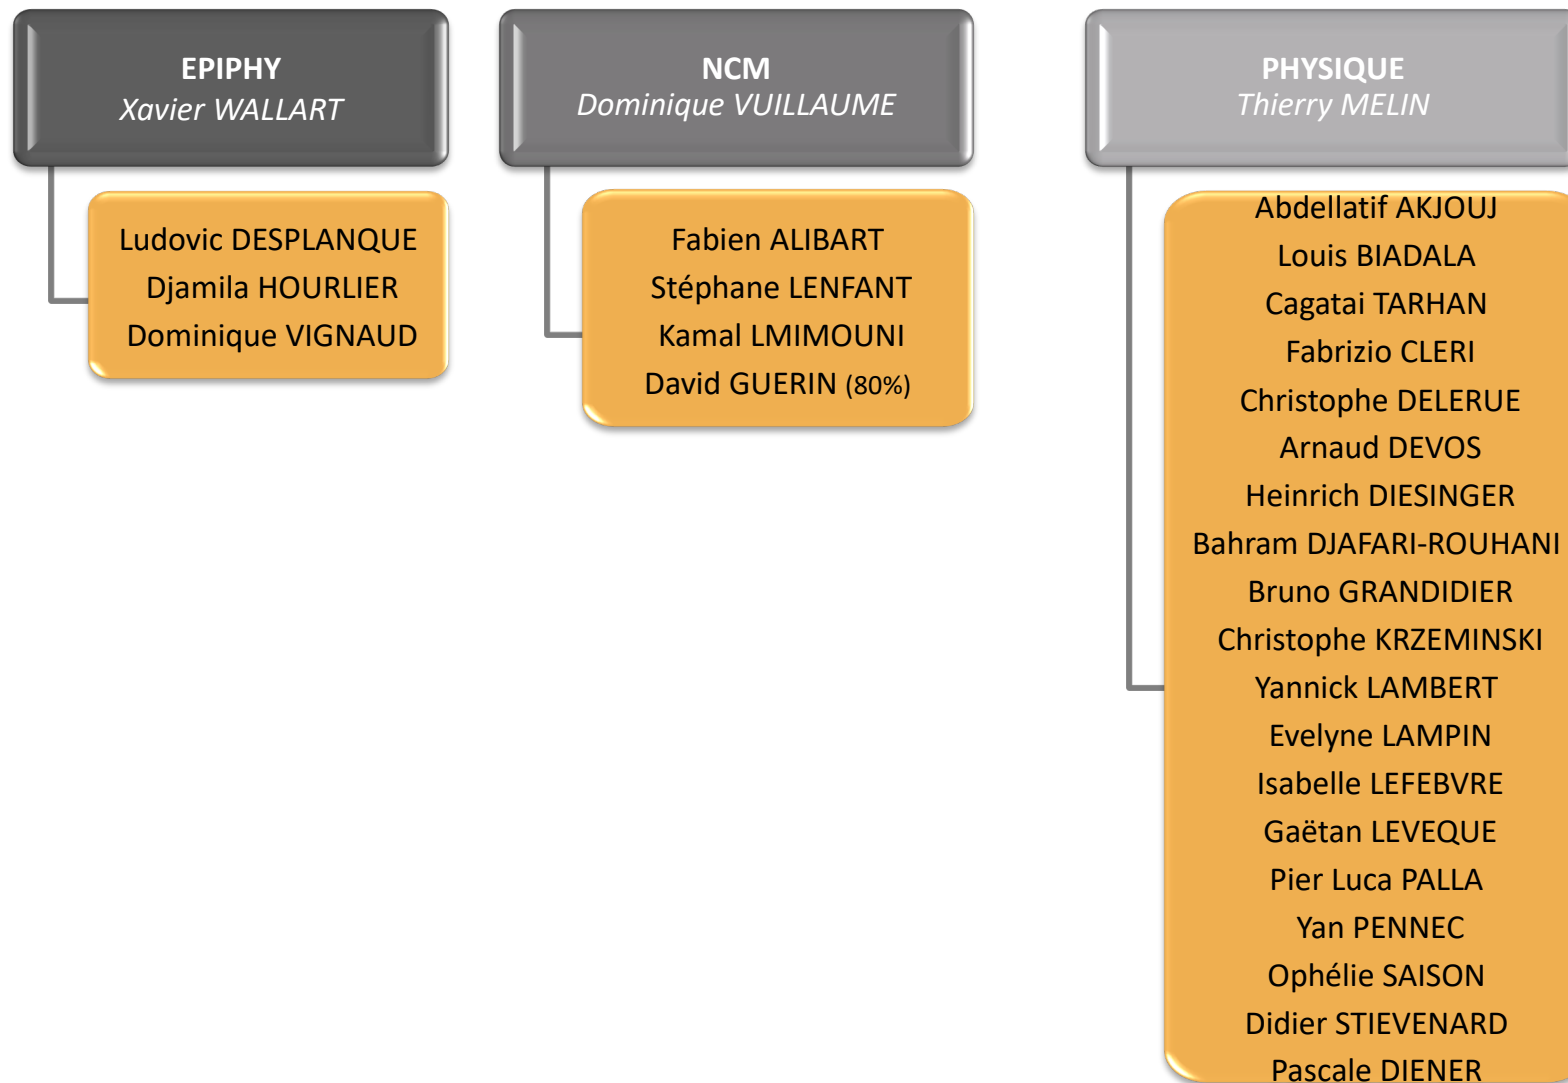 EPIPHY
Xavier WALLART
Ludovic DESPLANQUE
Djamila HOURLIER
Dominique VIGNAUD
NCM
Dominique VUILLAUME
Fabien ALIBART
Stéphane LENFANT
Kamal LMIMOUNI
David GUERIN (80%)
PHYSIQUE
Thierry MELIN
Abdellatif AKJOUJ
Louis BIADALA
Cagatai TARHAN
Fabrizio CLERI
Christophe DELERUE
Arnaud DEVOS
Heinrich DIESINGER
Bahram DJAFARI-ROUHANI
Bruno GRANDIDIER
Christophe KRZEMINSKI
Yannick LAMBERT
Evelyne LAMPIN
Isabelle LEFEBVRE
Gaëtan LEVEQUE
Pier Luca PALLA
Yan PENNEC
Ophélie SAISON
Didier STIEVENARD
Pascale DIENER